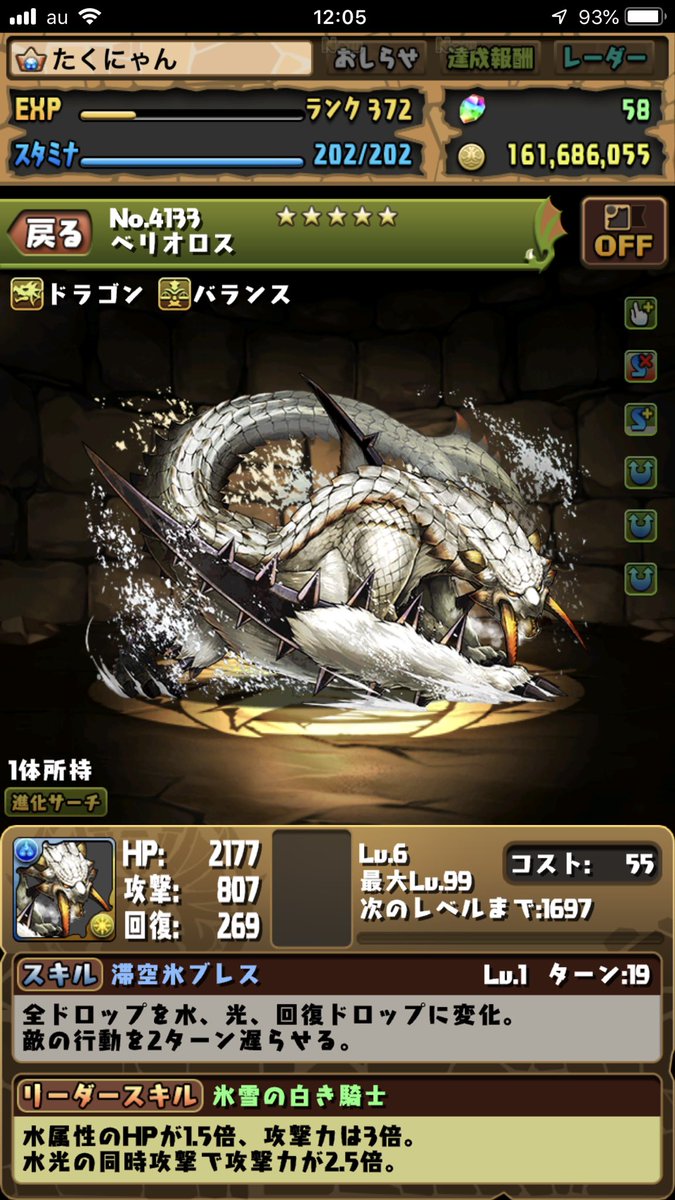 au 12:05 93%
たくにゃん おしらせ 達成報酬 レーダー
EXP ランク 372 58
スタミナ 202/202 161,686,055
戻る No.4133 ★★★★★ OFF
ベリオロス
ドラゴン バランス
1体所持
進化サーチ
HP: 2177 Lv.6 コスト: 55
攻撃: 807 最大Lv.99
回復: 269 次のレベルまで:1697
スキル 滞空氷ブレス Lv.1 ターン:19
全ドロップを水、光、回復ドロップに変化。
敵の行動を2ターン遅らせる。
リーダースキル 氷雪の白き騎士
水属性のHPが1.5倍、攻撃力は3倍。
水光の同時攻撃で攻撃力が2.5倍。